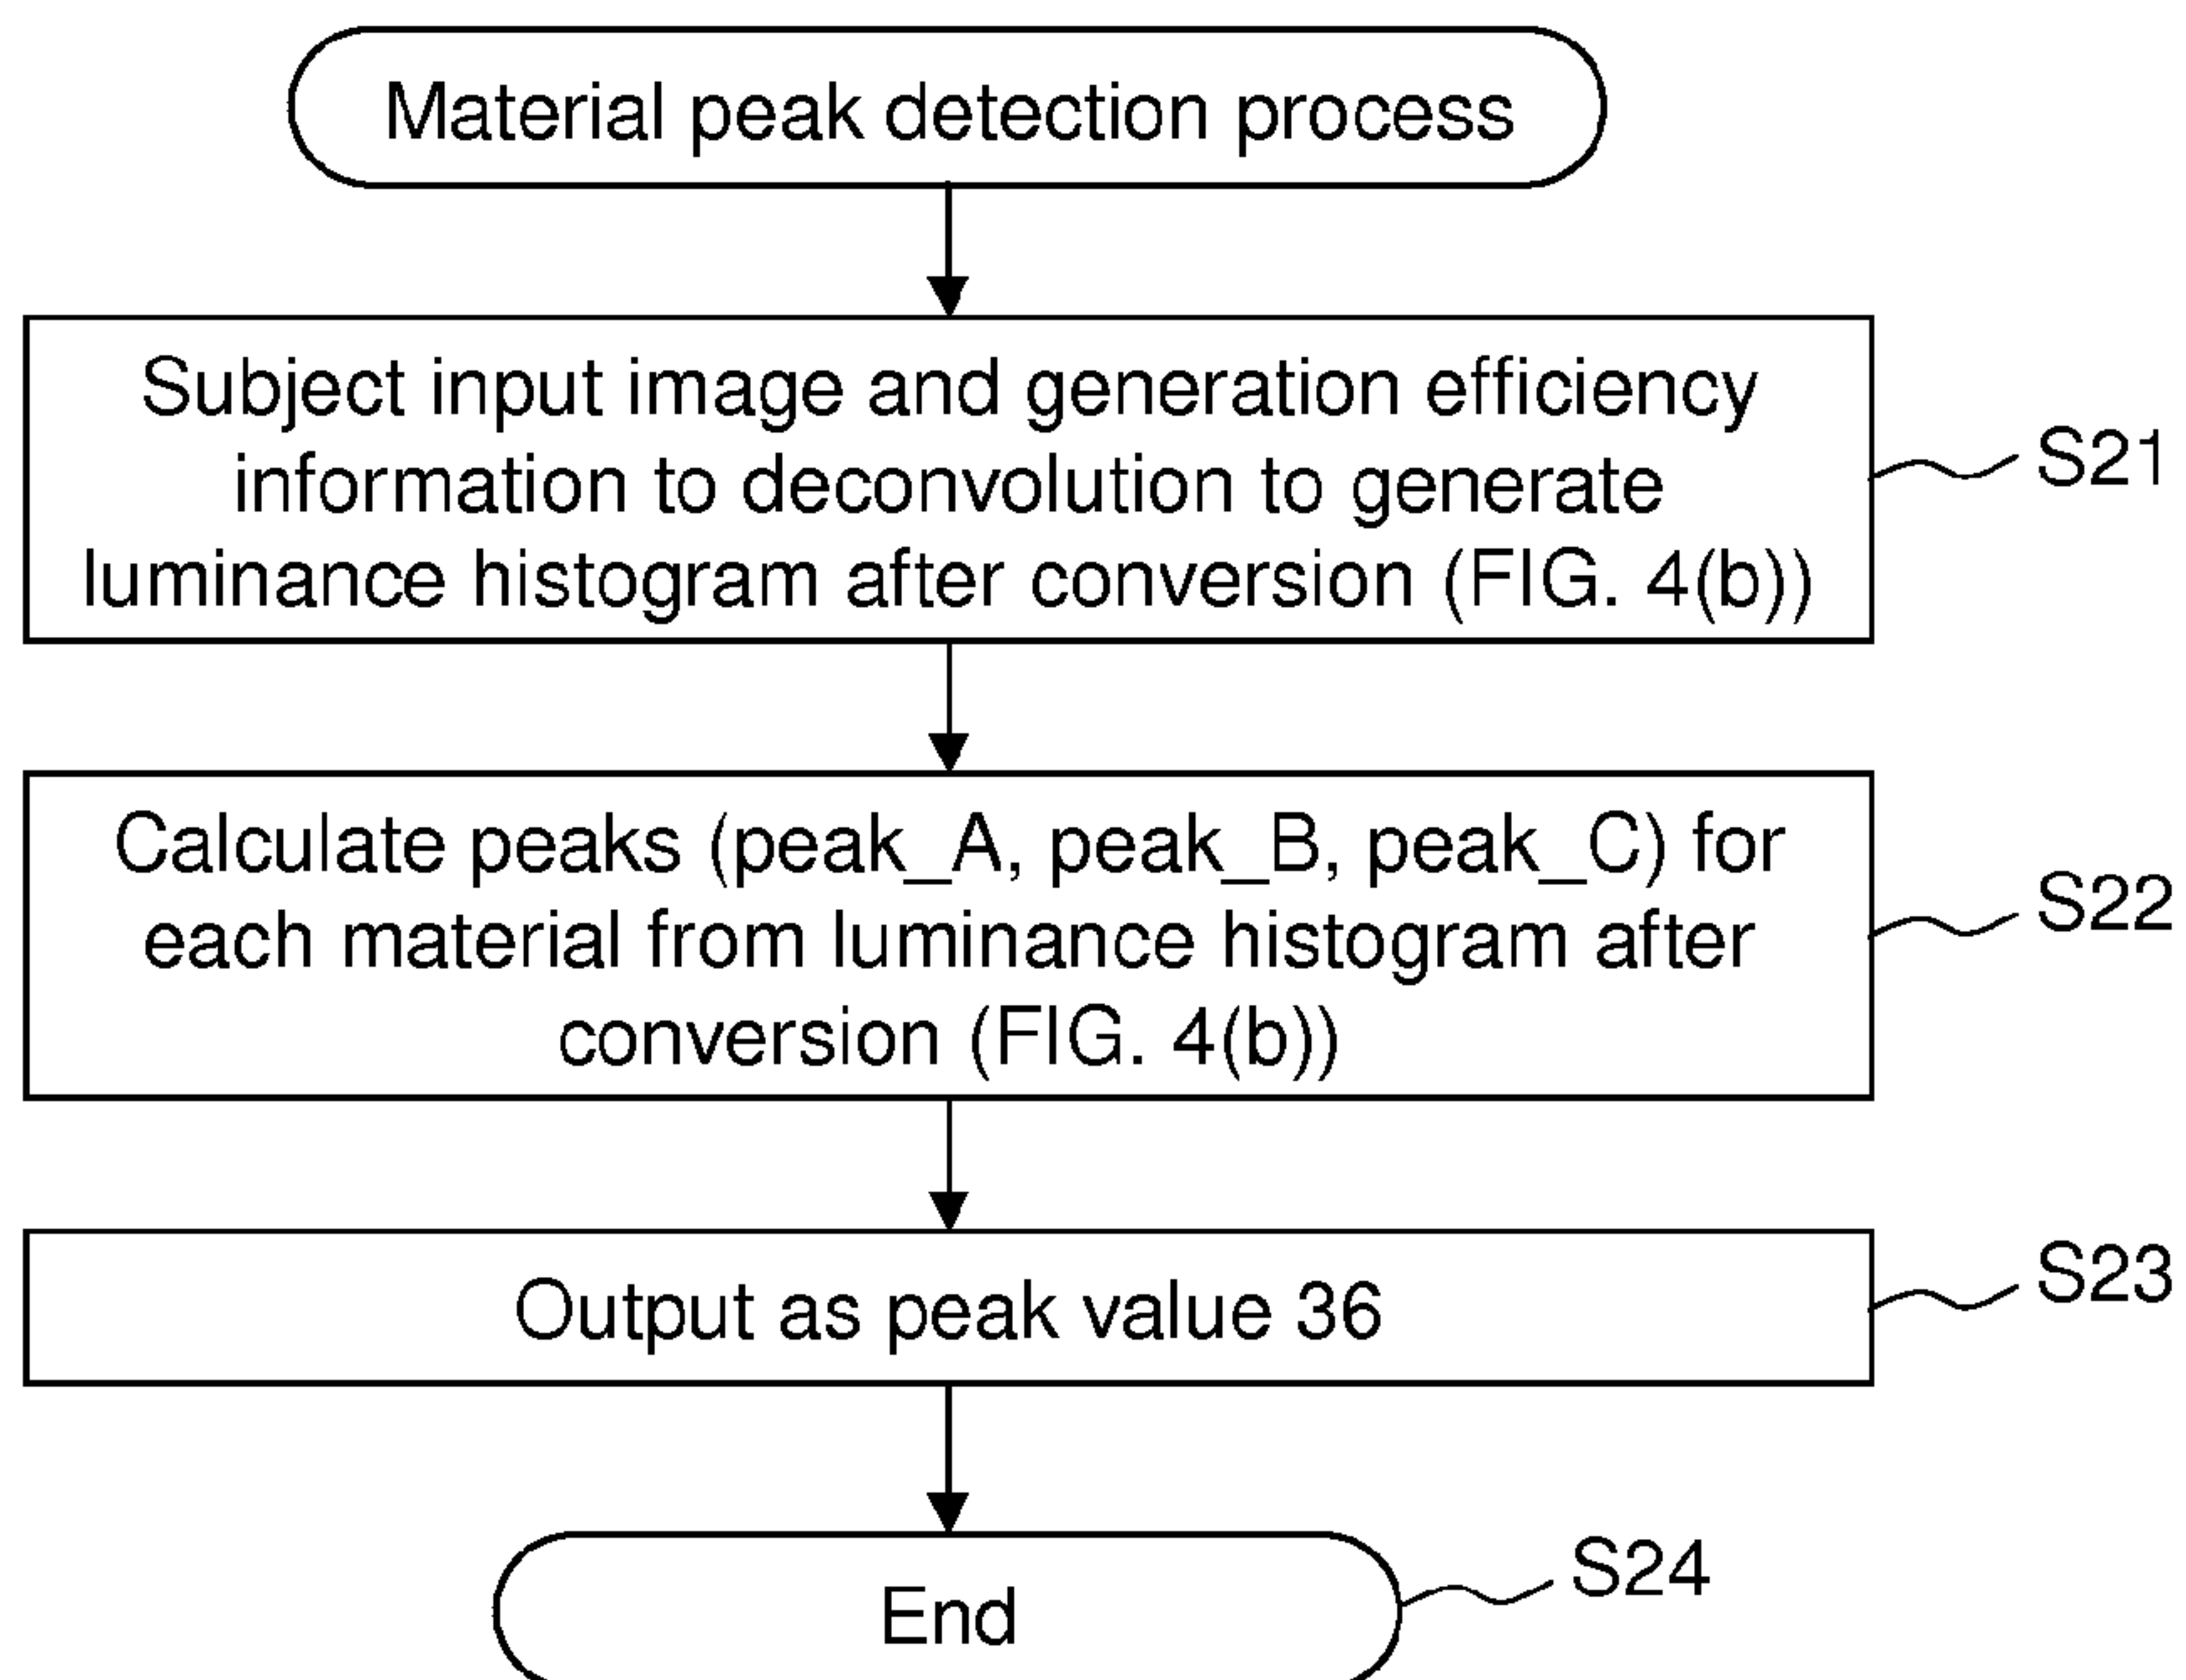 Material peak detection process
Subject input image and generation efficiency
information to deconvolution to generate
luminance histogram after conversion (FIG. 4(b))
S21
Calculate peaks (peak_A, peak_B, peak_C) for
each material from luminance histogram after
conversion (FIG. 4(b))
S22
Output as peak value 36
S23
End
S24